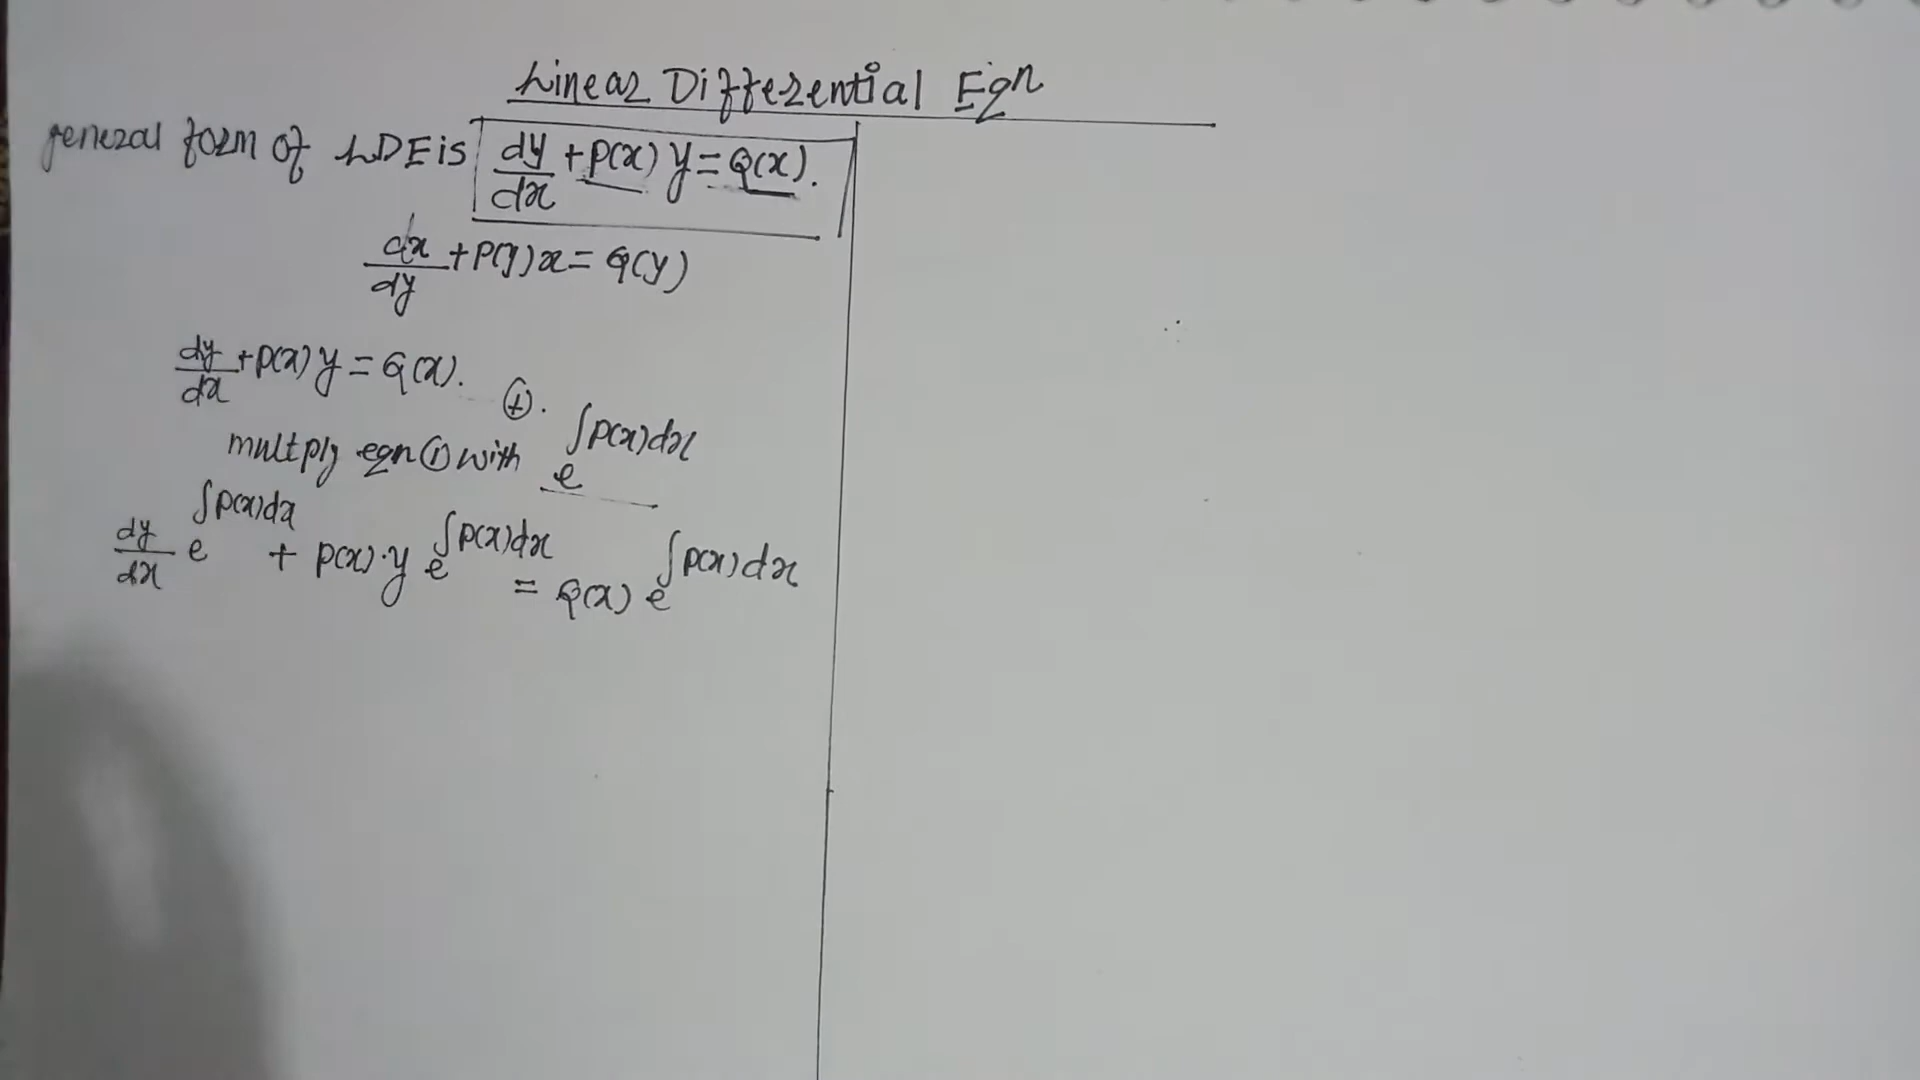 Linear Differential Eqn
general form of LDE is dy/dx + P(x) y = Q(x).
dx/dy + P(y) x = Q(y)
dy/dx + P(x) y = Q(x). ①.
multply eqn ① with e^∫P(x)dx
dy/dx e^∫P(x)dx + P(x)·y e^∫P(x)dx = Q(x) e^∫P(x)dx